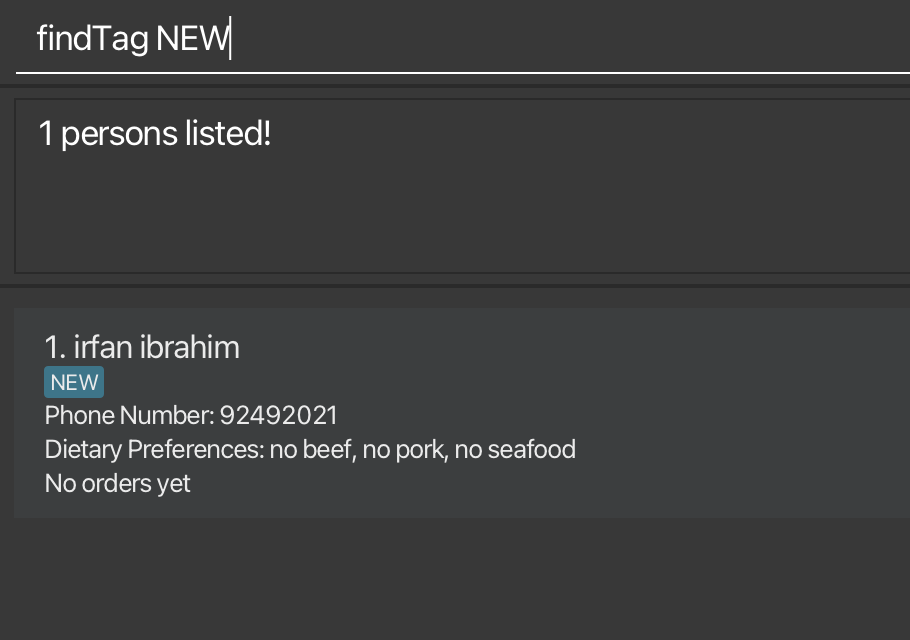 findTag NEW
1 persons listed!
1. irfan ibrahim
NEW
Phone Number: 92492021
Dietary Preferences: no beef, no pork, no seafood
No orders yet